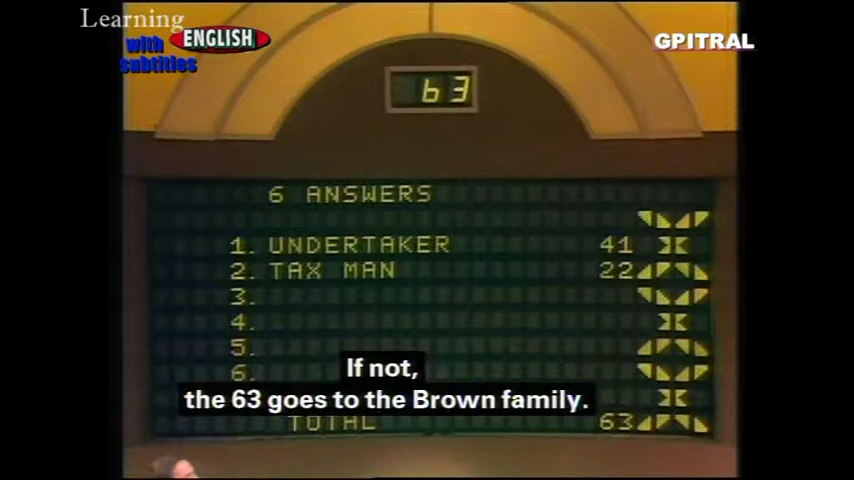 Learning
with
subtitles
ENGLISH
GPITRAL
63
6 ANSWERS
1. UNDERTAKER 41
2. TAX MAN 22
3.
4.
5.
6.
If not,
the 63 goes to the Brown family.
TOTAL 63